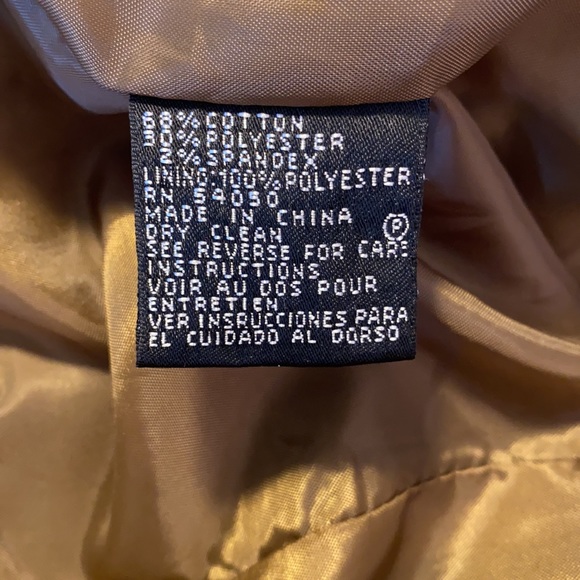 68% COTTON
30% POLYESTER
2% SPANDEX
LINING:100% POLYESTER
RN 54050
MADE IN CHINA
DRY CLEAN Ⓟ
SEE REVERSE FOR CARE
INSTRUCTIONS
VOIR AU DOS POUR
ENTRETIEN
VER INSRUCCIONES PARA
EL CUIDADO AL DORSO